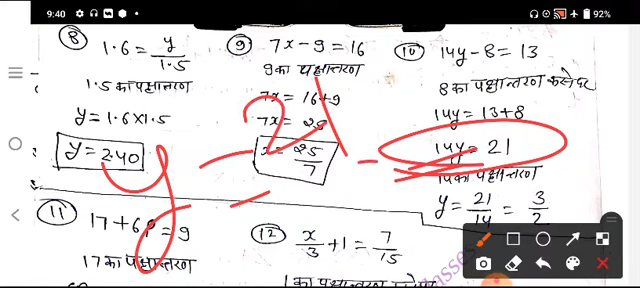 9:40
92%
8 1.6 = y/1.5
1.5 का पक्षान्तरण
y = 1.6×1.5
y = 2.40
9 7x - 9 = 16
9 का पक्षान्तरण
7x = 16+9
7x = 25
x = 25/7
10 14y - 8 = 13
8 का पक्षान्तरण करने पर
14y = 13+8
14y = 21
14 का पक्षान्तरण
y = 21/14 = 3/2
11 17 + 6p = 9
17 का पक्षान्तरण
12 x/3 + 1 = 7/15
1 का